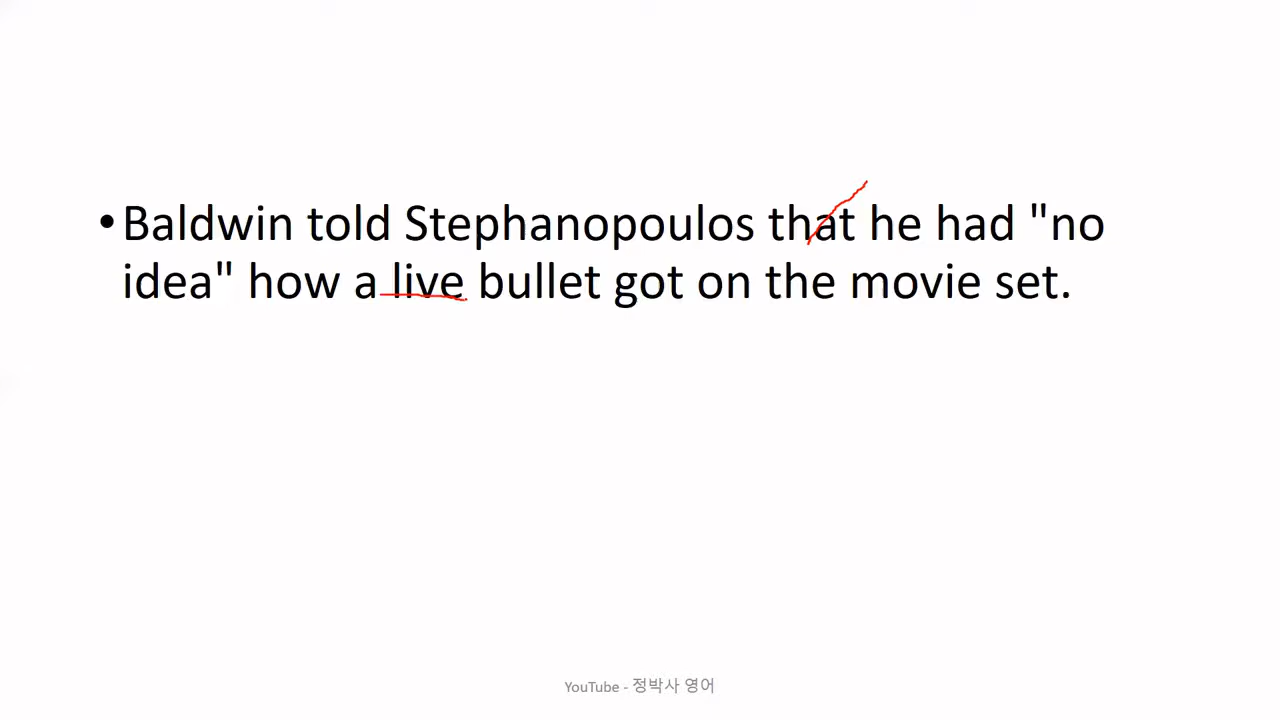 •Baldwin told Stephanopoulos that he had "no
idea" how a live bullet got on the movie set.
YouTube - 정박사 영어